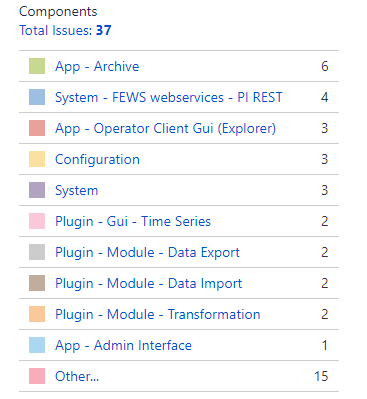 Components
Total Issues: 37
App - Archive 6
System - FEWS webservices - PI REST 4
App - Operator Client Gui (Explorer) 3
Configuration 3
System 3
Plugin - Gui - Time Series 2
Plugin - Module - Data Export 2
Plugin - Module - Data Import 2
Plugin - Module - Transformation 2
App - Admin Interface 1
Other... 15